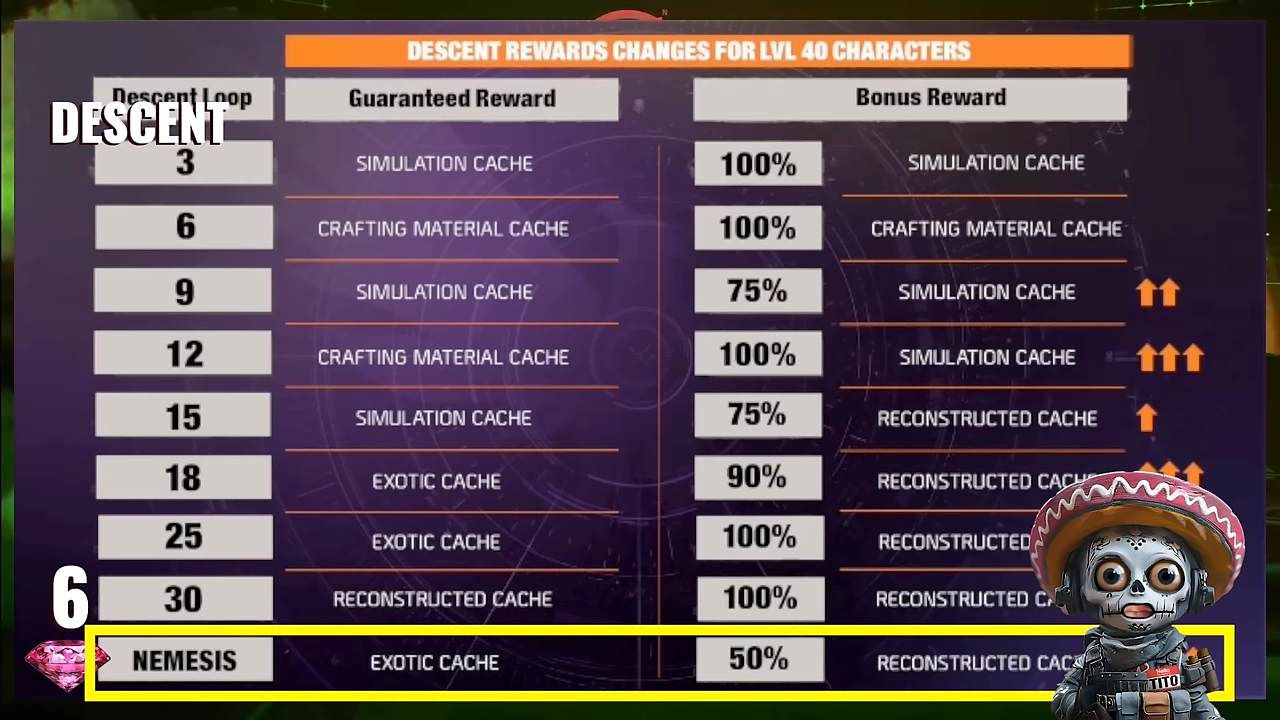 DESCENT REWARDS CHANGES FOR LVL 40 CHARACTERS
Descent Loop Guaranteed Reward Bonus Reward
DESCENT
3 SIMULATION CACHE 100% SIMULATION CACHE
6 CRAFTING MATERIAL CACHE 100% CRAFTING MATERIAL CACHE
9 SIMULATION CACHE 75% SIMULATION CACHE
12 CRAFTING MATERIAL CACHE 100% SIMULATION CACHE
15 SIMULATION CACHE 75% RECONSTRUCTED CACHE
18 EXOTIC CACHE 90% RECONSTRUCTED
25 EXOTIC CACHE 100% RECONSTRUCTED
30 RECONSTRUCTED CACHE 100% RECONSTRUCTED
6
NEMESIS EXOTIC CACHE 50% RECONSTRUCTED
Hello
TITO